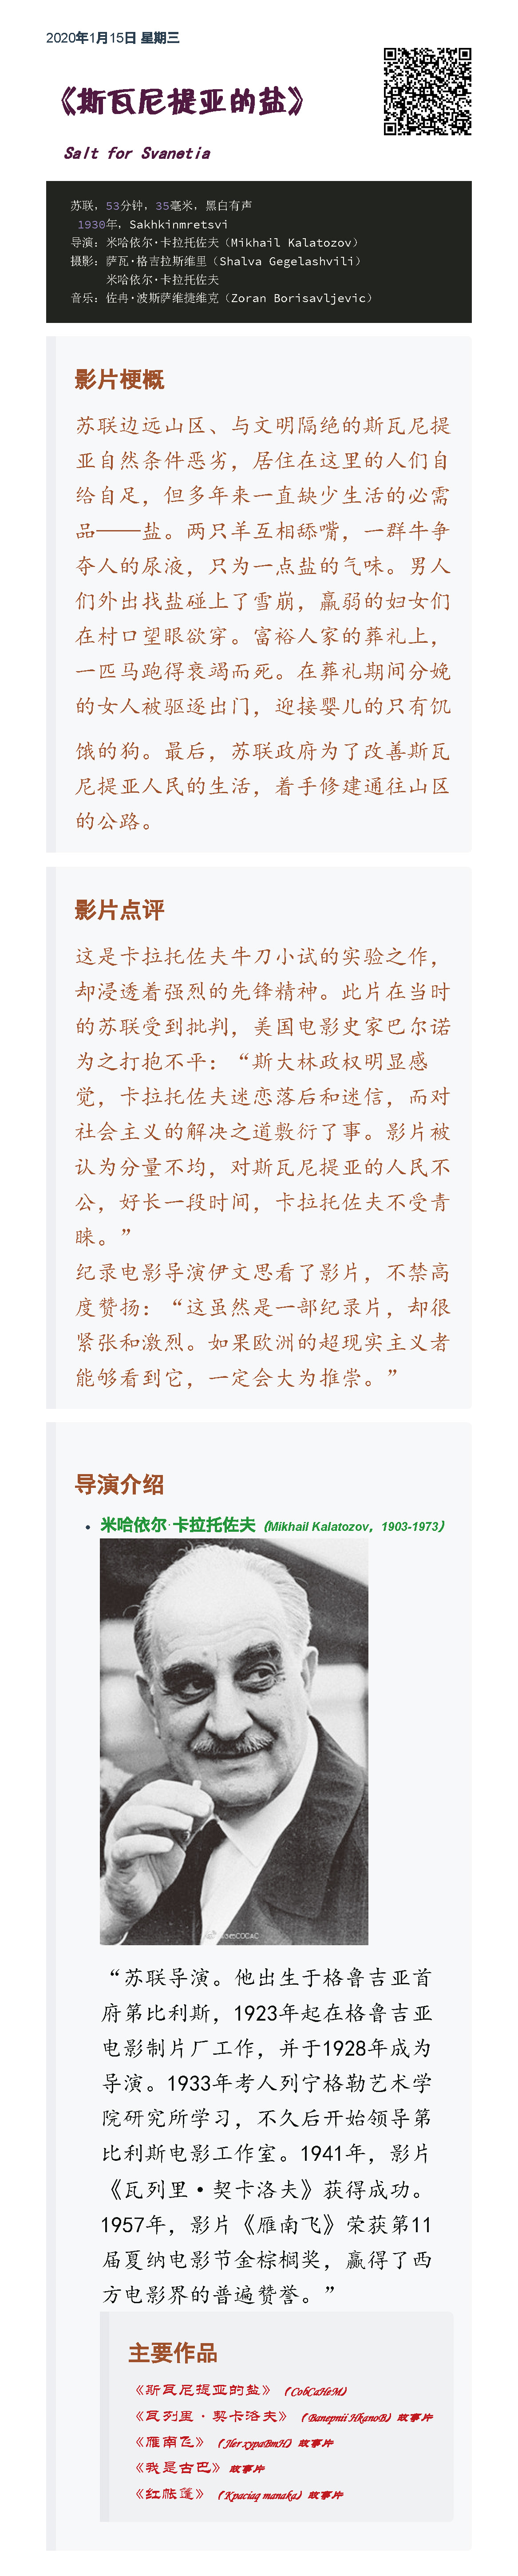 2020年1月15日 星期三
《斯瓦尼提亚的盐》
Salt for Svanetia
苏联，53分钟，35毫米，黑白有声
1930年，Sakhkinmretsvi
导演：米哈依尔·卡拉托佐夫（Mikhail Kalatozov）
摄影：萨瓦·格吉拉斯维里（Shalva Gegelashvili）
米哈依尔·卡拉托佐夫
音乐：佐冉·波斯萨维捷维克（Zoran Borisavljevic）
影片梗概
苏联边远山区、与文明隔绝的斯瓦尼提
亚自然条件恶劣，居住在这里的人们自
给自足，但多年来一直缺少生活的必需
品——盐。两只羊互相舔嘴，一群牛争
夺人的尿液，只为一点盐的气味。男人
们外出找盐碰上了雪崩，羸弱的妇女们
在村口望眼欲穿。富裕人家的葬礼上，
一匹马跑得衰竭而死。在葬礼期间分娩
的女人被驱逐出门，迎接婴儿的只有饥
饿的狗。最后，苏联政府为了改善斯瓦
尼提亚人民的生活，着手修建通往山区
的公路。
影片点评
这是卡拉托佐夫牛刀小试的实验之作，
却浸透着强烈的先锋精神。此片在当时
的苏联受到批判，美国电影史家巴尔诺
为之打抱不平：“斯大林政权明显感
觉，卡拉托佐夫迷恋落后和迷信，而对
社会主义的解决之道敷衍了事。影片被
认为分量不均，对斯瓦尼提亚的人民不
公，好长一段时间，卡拉托佐夫不受青
睐。”
纪录电影导演伊文思看了影片，不禁高
度赞扬：“这虽然是一部纪录片，却很
紧张和激烈。如果欧洲的超现实主义者
能够看到它，一定会大为推崇。”
导演介绍
米哈依尔·卡拉托佐夫（Mikhail Kalatozov，1903-1973）
“苏联导演。他出生于格鲁吉亚首
府第比利斯，1923年起在格鲁吉亚
电影制片厂工作，并于1928年成为
导演。1933年考人列宁格勒艺术学
院研究所学习，不久后开始领导第
比利斯电影工作室。1941年，影片
《瓦列里·契卡洛夫》获得成功。
1957年，影片《雁南飞》荣获第11
届戛纳电影节金棕榈奖，赢得了西
方电影界的普遍赞誉。”
主要作品
《斯瓦尼提亚的盐》（CobCaHeM）
《瓦列里·契卡洛夫》（Banepnii HkanoB）故事片
《雁南飞》（Jler xypaBmH）故事片
《我是古巴》故事片
《红帐篷》（Kpaciaq manaka）故事片